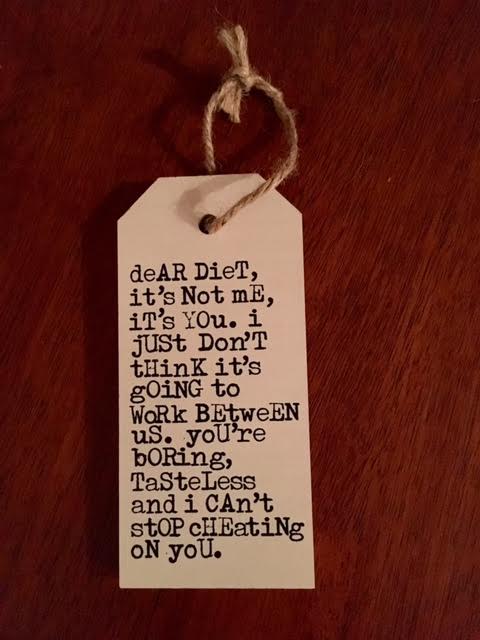 deAR DieT,
it's Not mE,
iT's YOu. i
jUSt Don'T
tHinK it's
gOiNG to
WoRk BEtweEN
uS. yoU're
bORing,
TaSteLess
and i CAn't
stOP cHEatiNg
oN yoU.